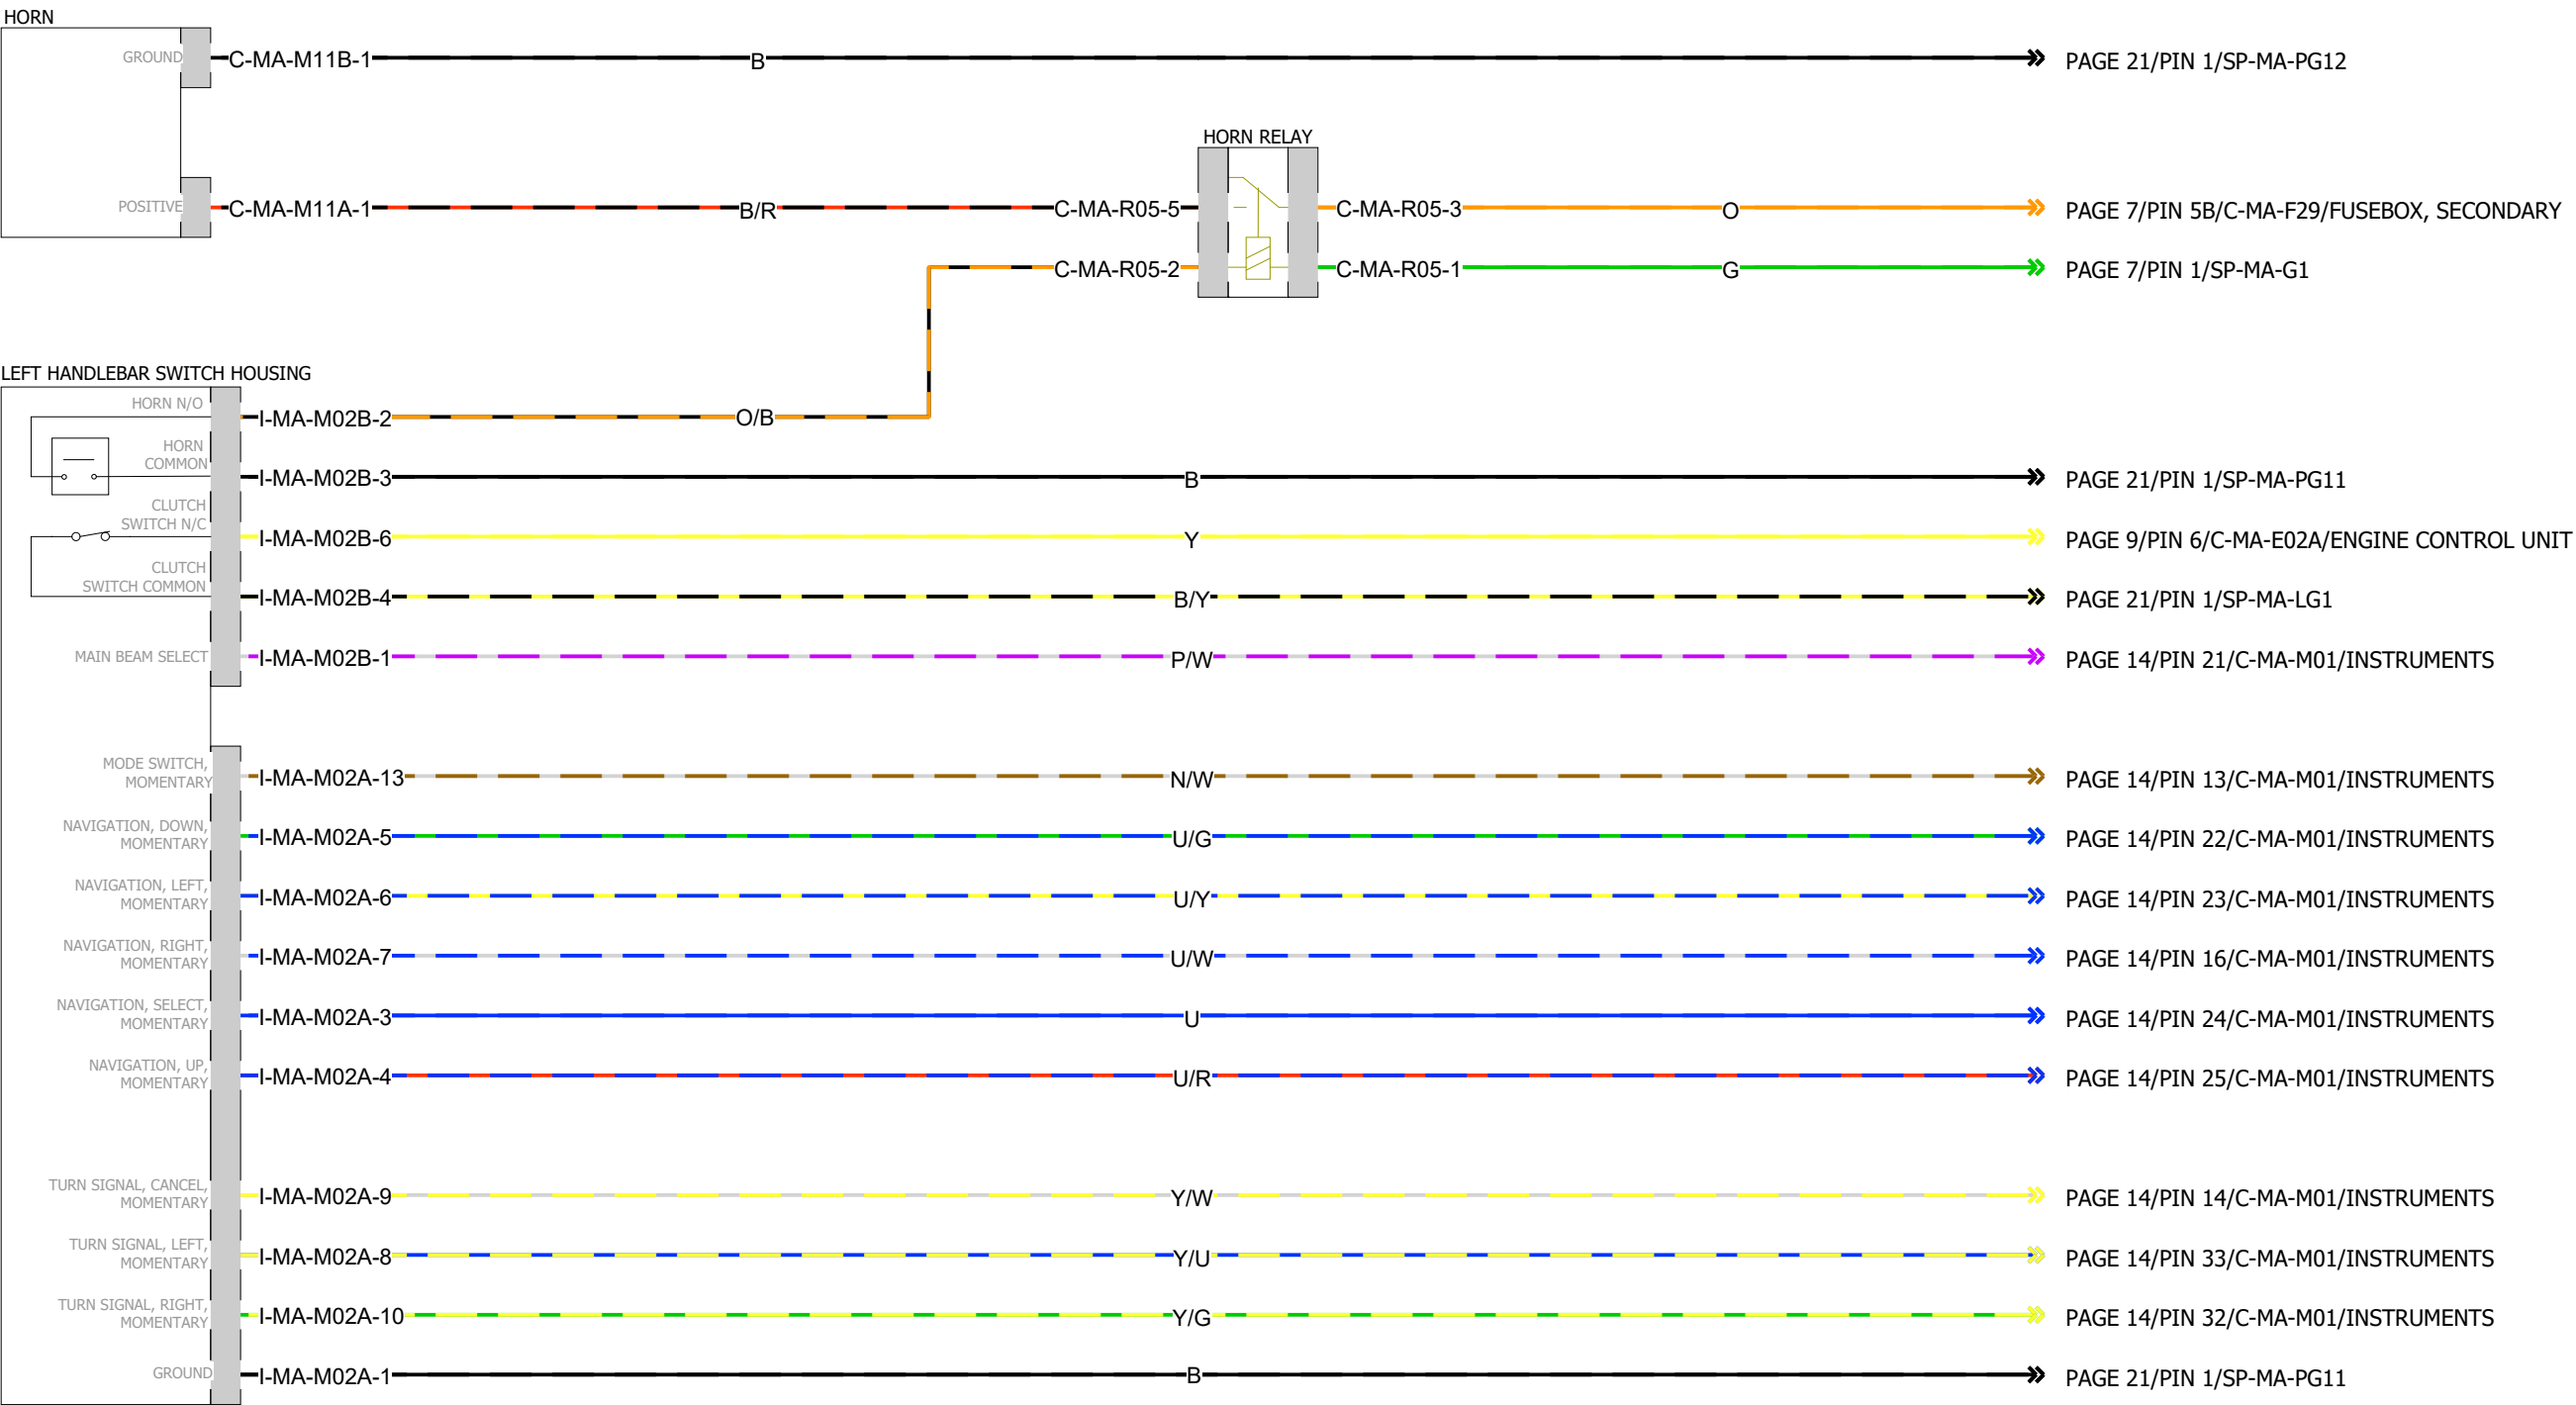 HORN
GROUND C-MA-M11B-1 B PAGE 21/PIN 1/SP-MA-PG12
HORN RELAY
POSITIVE C-MA-M11A-1 B/R C-MA-R05-5 C-MA-R05-3 O PAGE 7/PIN 5B/C-MA-F29/FUSEBOX, SECONDARY
C-MA-R05-2 C-MA-R05-1 G PAGE 7/PIN 1/SP-MA-G1
LEFT HANDLEBAR SWITCH HOUSING
HORN N/O I-MA-M02B-2 O/B
HORN
COMMON I-MA-M02B-3 B PAGE 21/PIN 1/SP-MA-PG11
CLUTCH
SWITCH N/C I-MA-M02B-6 Y PAGE 9/PIN 6/C-MA-E02A/ENGINE CONTROL UNIT
CLUTCH
SWITCH COMMON I-MA-M02B-4 B/Y PAGE 21/PIN 1/SP-MA-LG1
MAIN BEAM SELECT I-MA-M02B-1 P/W PAGE 14/PIN 21/C-MA-M01/INSTRUMENTS
MODE SWITCH,
MOMENTARY I-MA-M02A-13 N/W PAGE 14/PIN 13/C-MA-M01/INSTRUMENTS
NAVIGATION, DOWN,
MOMENTARY I-MA-M02A-5 U/G PAGE 14/PIN 22/C-MA-M01/INSTRUMENTS
NAVIGATION, LEFT,
MOMENTARY I-MA-M02A-6 U/Y PAGE 14/PIN 23/C-MA-M01/INSTRUMENTS
NAVIGATION, RIGHT,
MOMENTARY I-MA-M02A-7 U/W PAGE 14/PIN 16/C-MA-M01/INSTRUMENTS
NAVIGATION, SELECT,
MOMENTARY I-MA-M02A-3 U PAGE 14/PIN 24/C-MA-M01/INSTRUMENTS
NAVIGATION, UP,
MOMENTARY I-MA-M02A-4 U/R PAGE 14/PIN 25/C-MA-M01/INSTRUMENTS
TURN SIGNAL, CANCEL,
MOMENTARY I-MA-M02A-9 Y/W PAGE 14/PIN 14/C-MA-M01/INSTRUMENTS
TURN SIGNAL, LEFT,
MOMENTARY I-MA-M02A-8 Y/U PAGE 14/PIN 33/C-MA-M01/INSTRUMENTS
TURN SIGNAL, RIGHT,
MOMENTARY I-MA-M02A-10 Y/G PAGE 14/PIN 32/C-MA-M01/INSTRUMENTS
GROUND I-MA-M02A-1 B PAGE 21/PIN 1/SP-MA-PG11